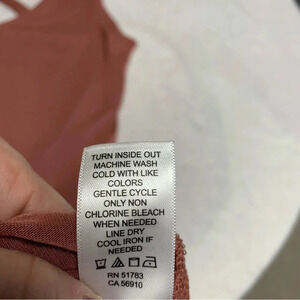 TURN INSIDE OUT
MACHINE WASH
COLD WITH LIKE
COLORS
GENTLE CYCLE
ONLY NON
CHLORINE BLEACH
WHEN NEEDED
LINE DRY
COOL IRON IF
NEEDED
RN 51783
CA 56910